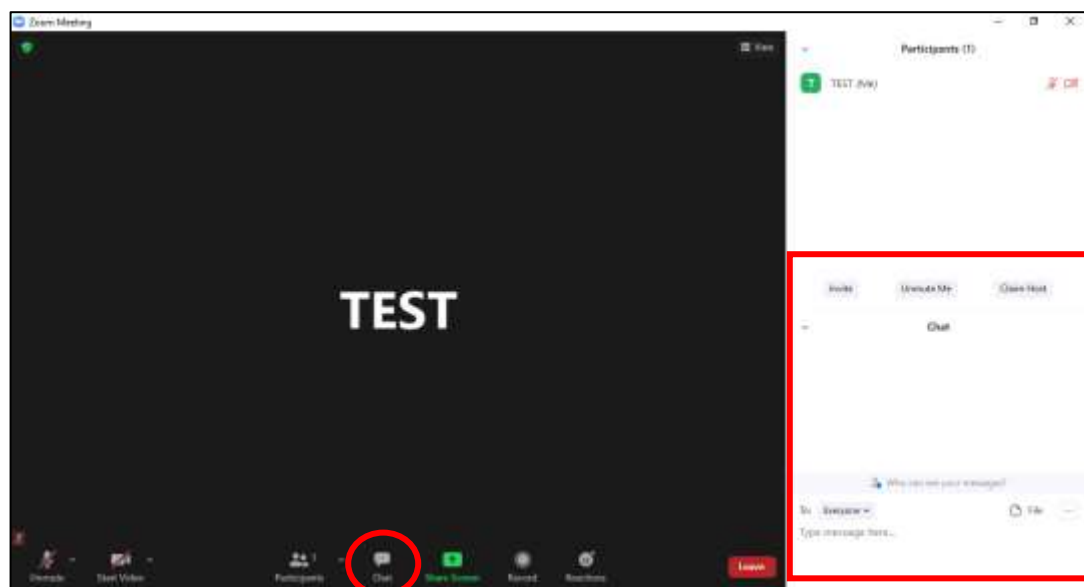 Zoom Meeting
View
Participants (1)
T
TEST (Me)
TEST
Invite
Unmute Me
Claim Host
Chat
Who can see your messages?
To: Everyone
File
Type message here...
Unmute
Start Video
1
Participants
Chat
Share Screen
Record
Reactions
Leave